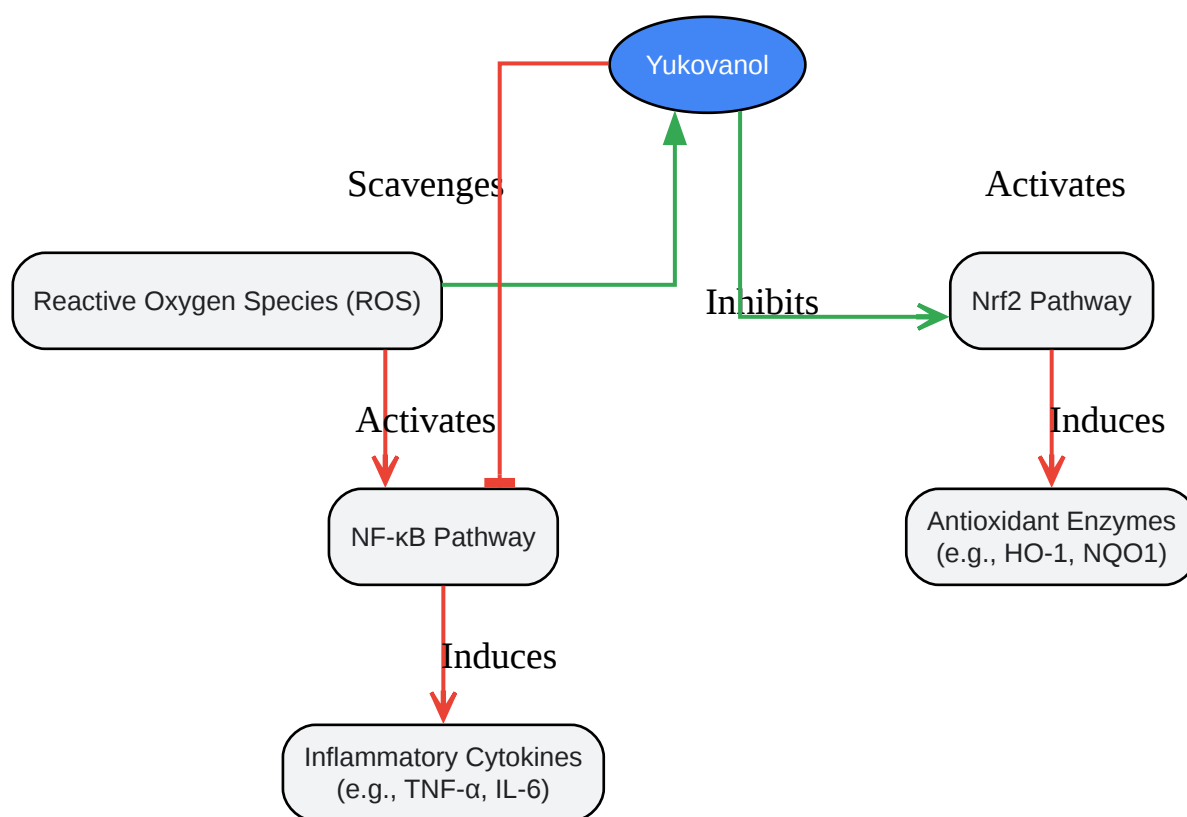 Yukovanol
Scavenges
Activates
Reactive Oxygen Species (ROS)
Inhibits
Nrf2 Pathway
Activates
Induces
NF-κB Pathway
Antioxidant Enzymes
(e.g., HO-1, NQO1)
Induces
Inflammatory Cytokines
(e.g., TNF-α, IL-6)